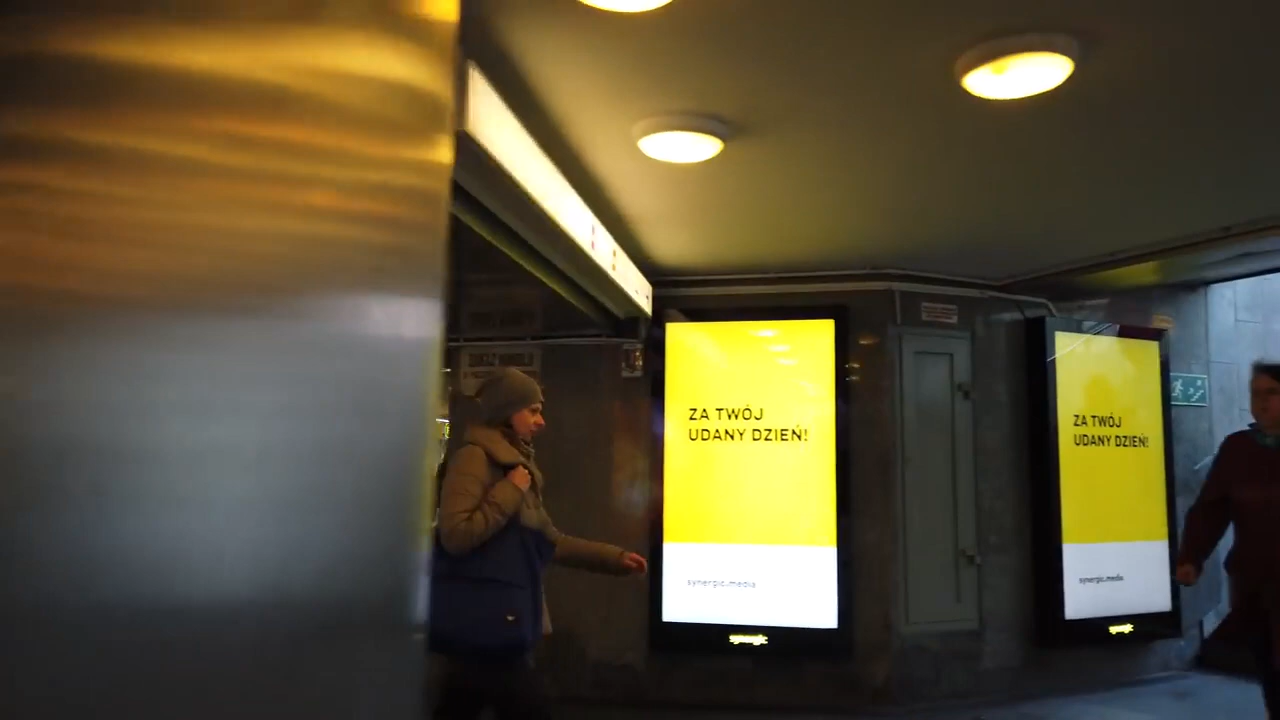 ZA TWÓJ
UDANY DZIEŃ!
synergic.media
synergic
ZA TWÓJ
UDANY DZIEŃ!
synergic.media
synergic